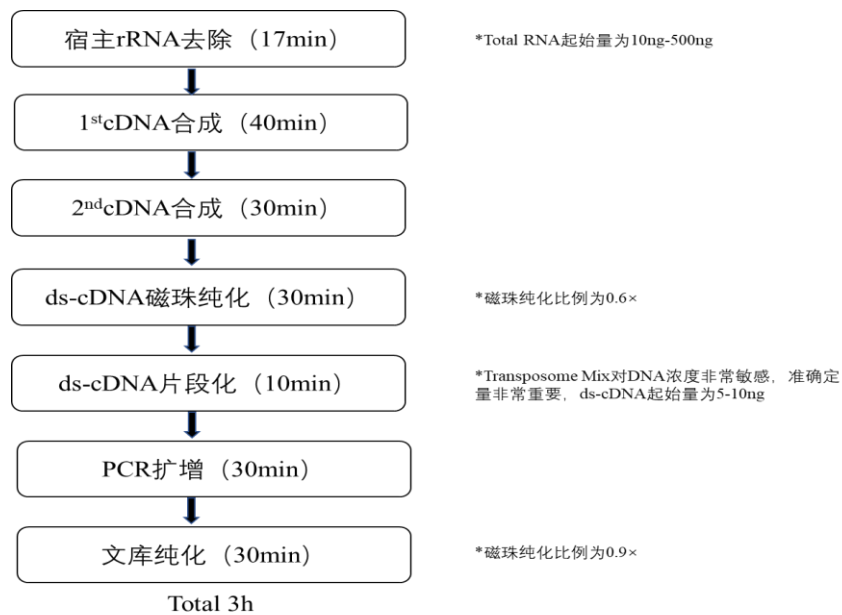 宿主rRNA去除（17min）
*Total RNA起始量为10ng-500ng
1stcDNA合成（40min）
2ndcDNA合成（30min）
ds-cDNA磁珠纯化（30min）
*磁珠纯化比例为0.6×
ds-cDNA片段化（10min）
*Transposome Mix对DNA浓度非常敏感，准确定
量非常重要，ds-cDNA起始量为5-10ng
PCR扩增（30min）
文库纯化（30min）
*磁珠纯化比例为0.9×
Total 3h